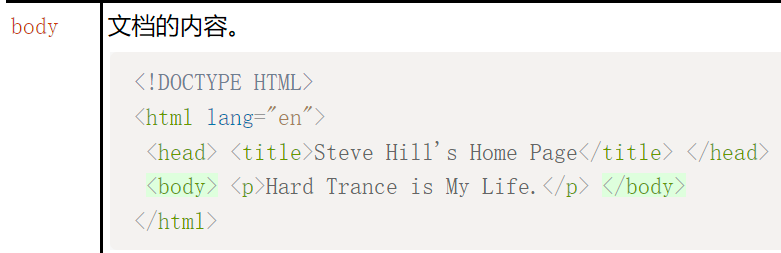 body
文档的内容。
<!DOCTYPE HTML>
<html lang="en">
 <head> <title>Steve Hill's Home Page</title> </head>
 <body> <p>Hard Trance is My Life.</p> </body>
</html>